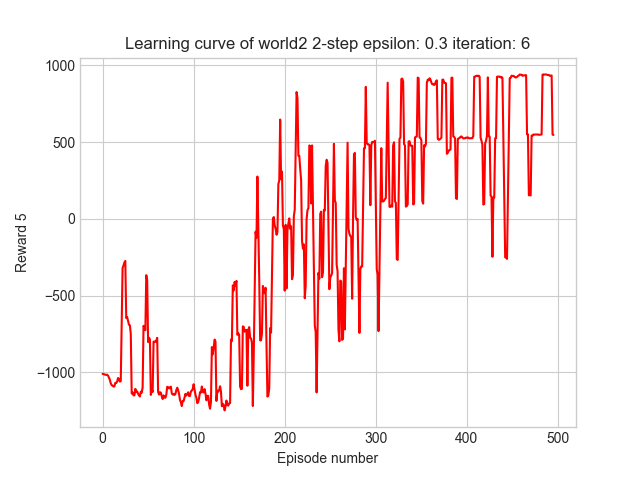 Learning curve of world2 2-step epsilon: 0.3 iteration: 6
1000
500
0
−500
−1000
Reward 5
0 100 200 300 400 500
Episode number